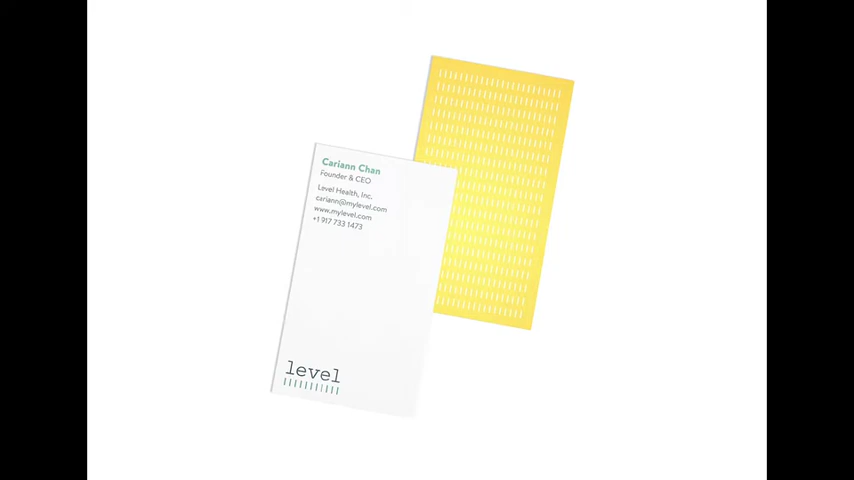 Cariann Chan
Founder & CEO
Level Health, Inc.
cariann@mylevel.com
www.mylevel.com
+1 917 733 1473
level